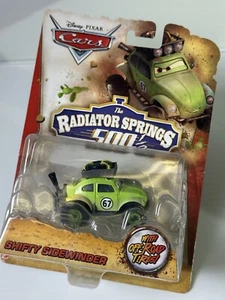 Disney · PIXAR
Cars
The
RADIATOR SPRINGS
500½
67
SHIFTY SIDEWINDER
WITH
OFF-ROAD
TIRES!